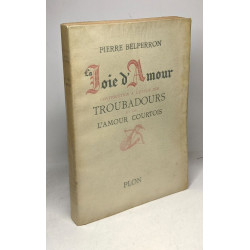 PIERRE BELPERRON
La
Joie d'Amour
TROUBADOURS
L'AMOUR COURTOIS
PLON